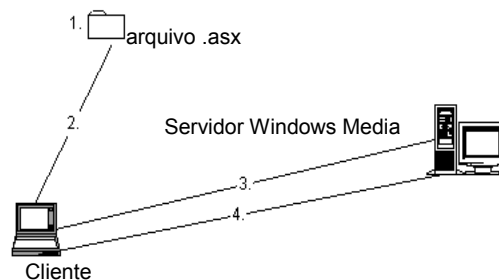 1.
arquivo .asx
2.
Servidor Windows Media
3.
4.
Cliente